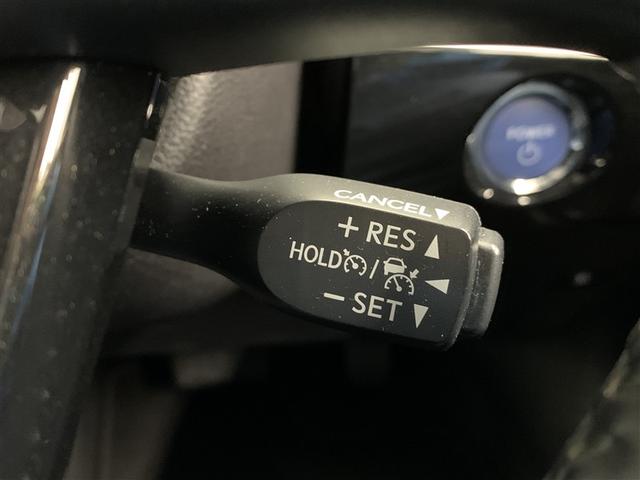 CANCEL
+ RES
HOLD /
− SET
POWER